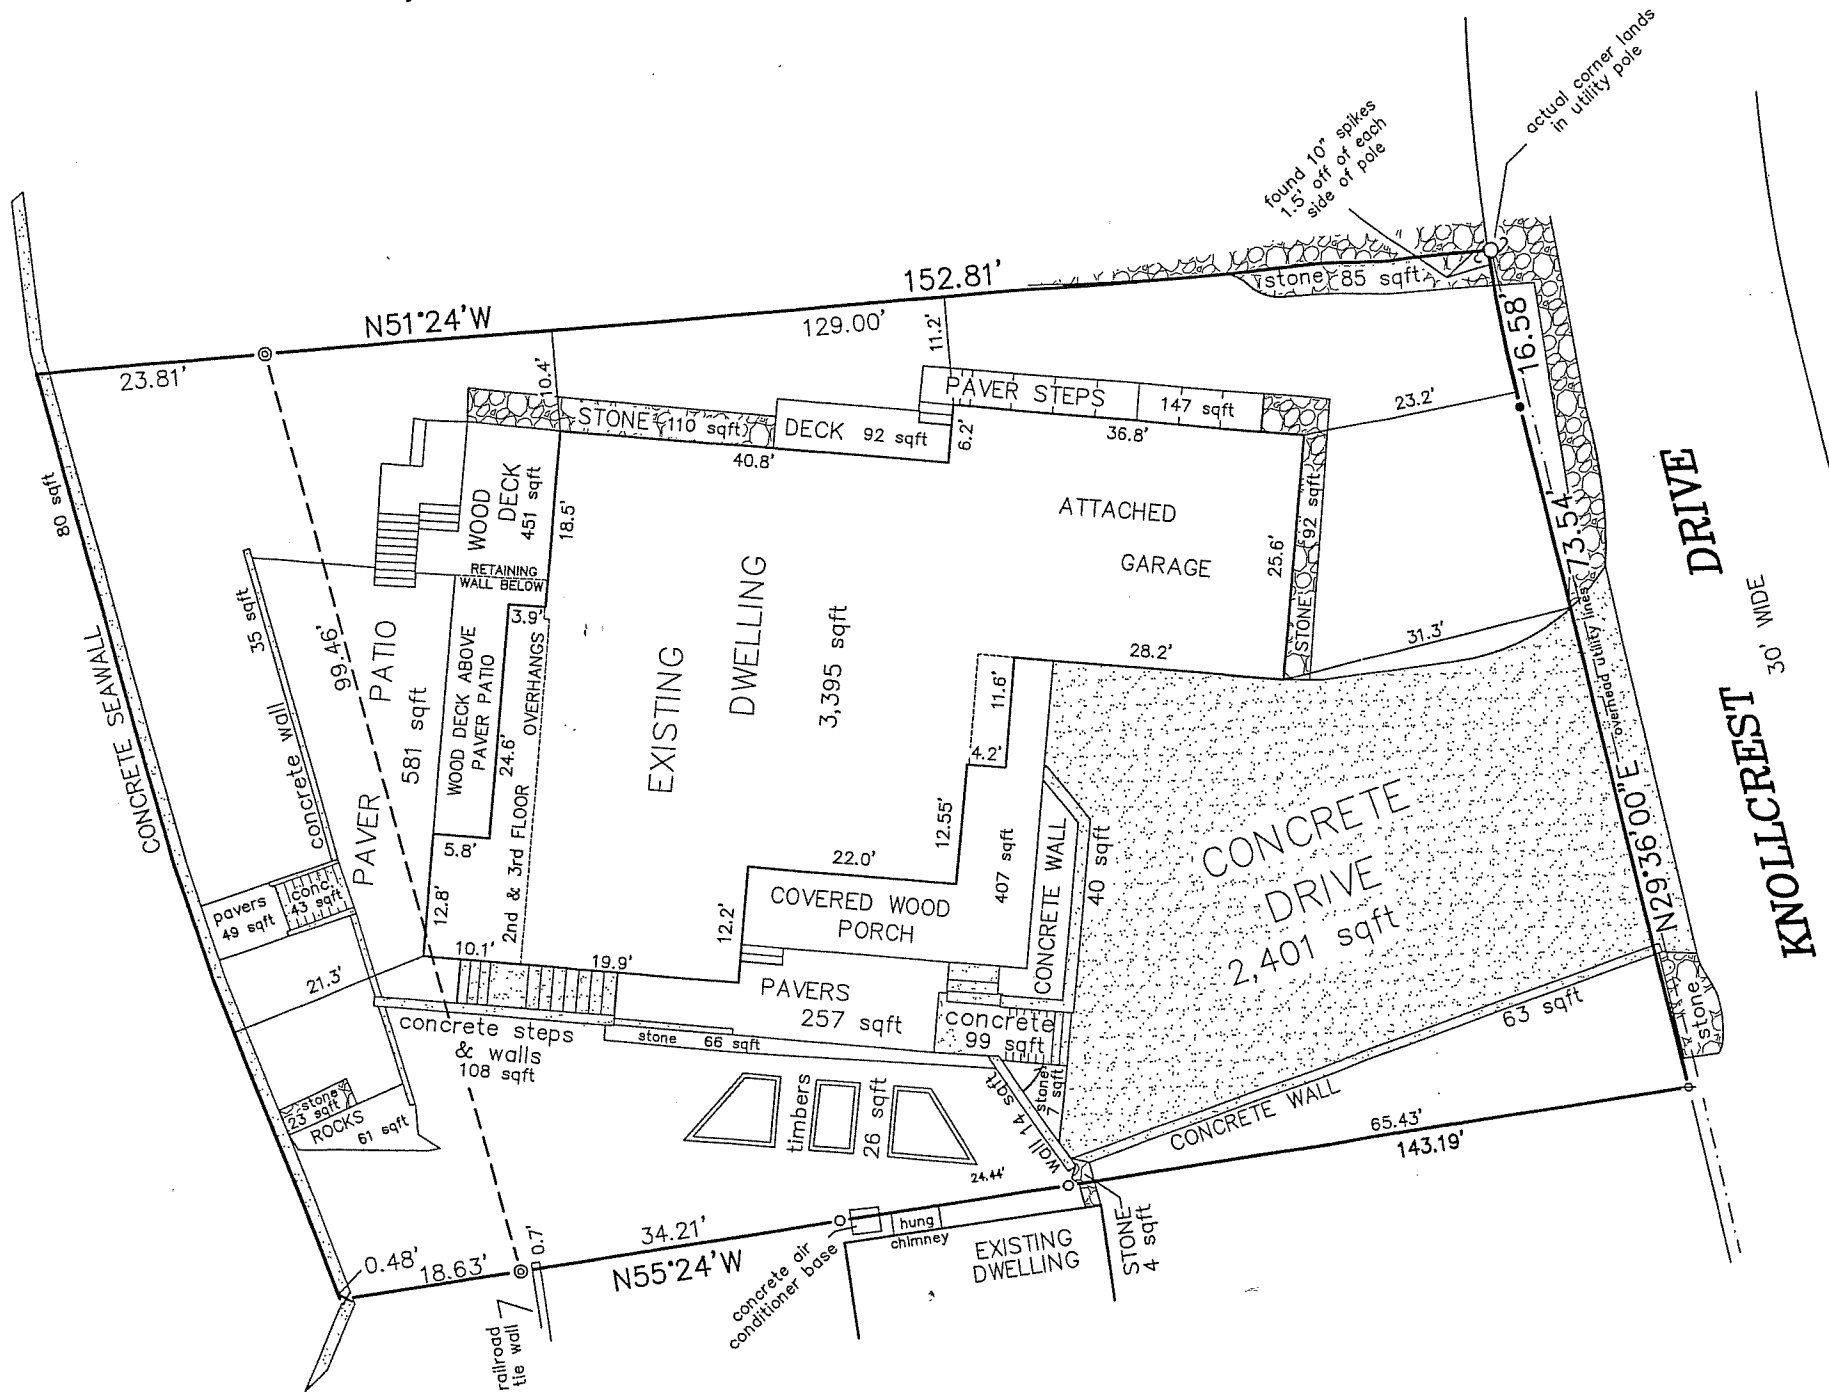 actual corner lands
in utility pole
found 10" spikes
1.5' off of each
side of pole
152.81'
N51°24'W
129.00'
23.81'
11.2'
10.4'
stone 85 sqft
16.58'
PAVER STEPS
147 sqft
23.2'
STONE (110 sqft)
DECK 92 sqft
6.2'
36.8'
40.8'
WOOD
DECK
451 sqft
18.5'
ATTACHED
GARAGE
25.6'
STONE 92 sqft
73.54'
KNOLLCREST DRIVE
30' WIDE
80 sqft
RETAINING
WALL BELOW
3.9'
35 sqft
99.46'
PAVER PATIO
581 sqft
WOOD DECK ABOVE
PAVER PATIO
24.6'
2nd & 3rd FLOOR OVERHANGS
EXISTING
DWELLING
3,395 sqft
28.2'
31.3'
overhead utility lines
11.6'
4.2'
CONCRETE SEAWALL
concrete wall
N29°36'00"E
12.55'
407 sqft
CONCRETE WALL
40 sqft
CONCRETE
DRIVE
2,401 sqft
5.8'
12.8'
22.0'
COVERED WOOD
PORCH
12.2'
pavers
49 sqft
conc.
43 sqft
10.1'
19.9'
21.3'
PAVERS
257 sqft
concrete
99 sqft
63 sqft
stone
concrete steps
& walls
108 sqft
stone 66 sqft
stone
7 sqft
wall 14 sqft
stone
23 sqft
ROCKS
61 sqft
timbers
26 sqft
CONCRETE WALL
65.43'
143.19'
24.44'
STONE
4 sqft
0.48'
18.63'
0.7'
34.21'
N55°24'W
hung
chimney
EXISTING
DWELLING
concrete air
conditioner base
railroad
tie wall